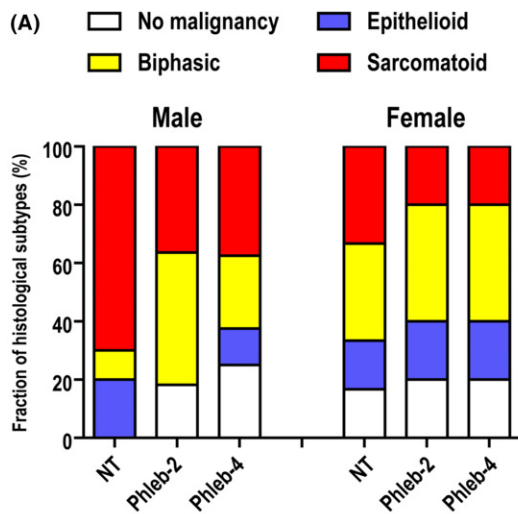 (A)
No malignancy
Epithelioid
Biphasic
Sarcomatoid
Male
Female
Fraction of histological subtypes (%)
100
80
60
40
20
0
NT
Phleb-2
Phleb-4
NT
Phleb-2
Phleb-4